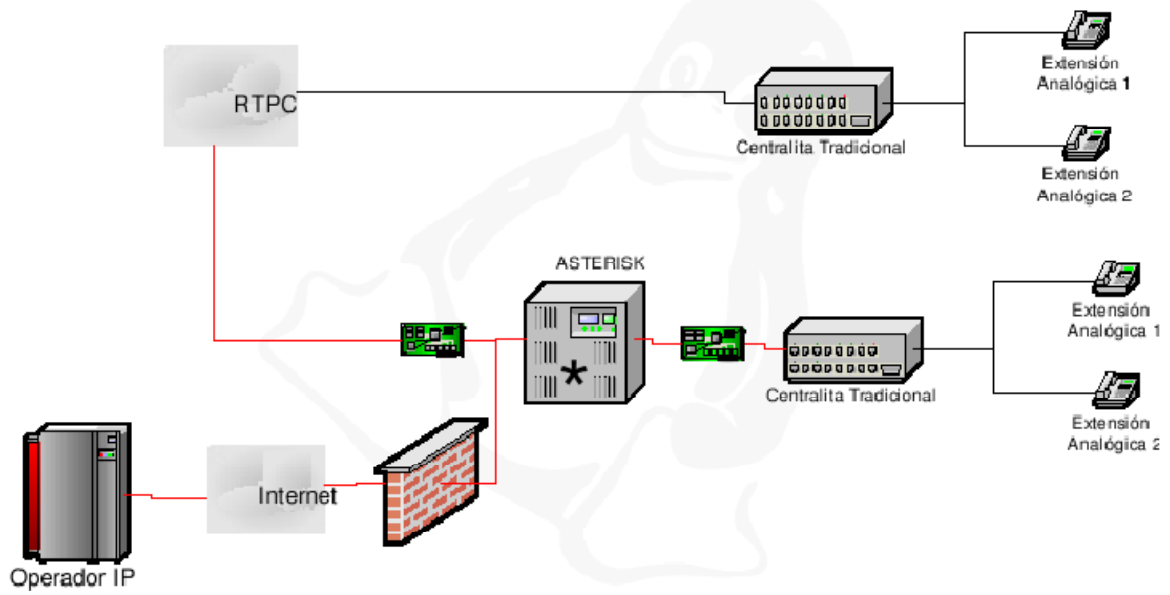 RTPC
Extensión
Analógica 1
Centralita Tradicional
Extensión
Analógica 2
ASTERISK
*
Extensión
Analógica 1
Centralita Tradicional
Extensión
Analógica 2
Internet
Operador IP